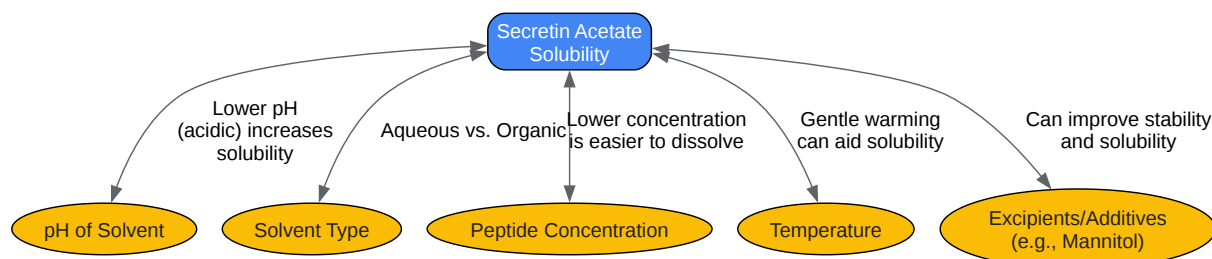 Secretin Acetate
Solubility
Lower pH
(acidic) increases
solubility
Aqueous vs. Organic
Lower concentration
is easier to dissolve
Gentle warming
can aid solubility
Can improve stability
and solubility
pH of Solvent
Solvent Type
Peptide Concentration
Temperature
Excipients/Additives
(e.g., Mannitol)